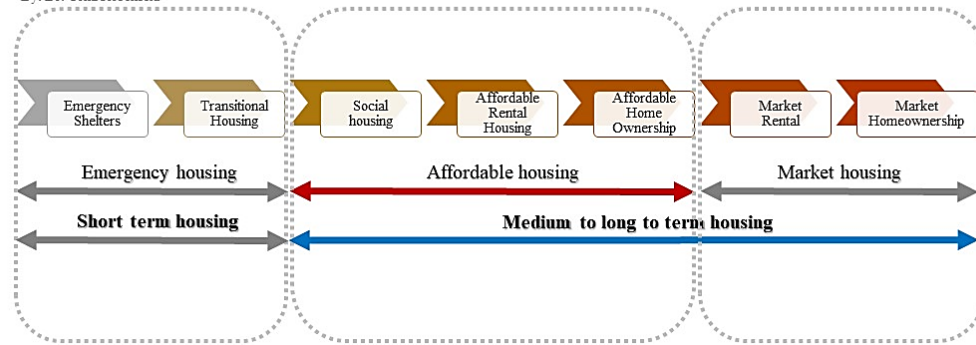 Emergency
Shelters
Transitional
Housing
Social
housing
Affordable
Rental
Housing
Affordable
Home
Ownership
Market
Rental
Market
Homeownership
Emergency housing
Affordable housing
Market housing
Short term housing
Medium to long to term housing